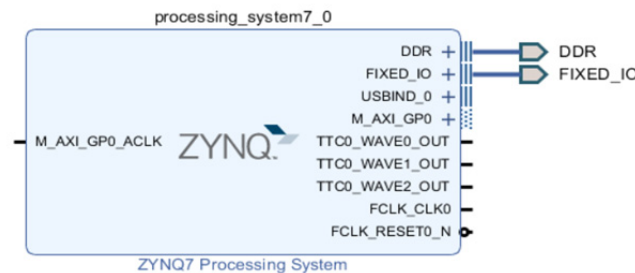 processing_system7_0
DDR
FIXED_IO
USBIND_0
M_AXI_GP0
M_AXI_GP0_ACLK
ZYNQ
TTC0_WAVE0_OUT
TTC0_WAVE1_OUT
TTC0_WAVE2_OUT
FCLK_CLK0
FCLK_RESET0_N
DDR
FIXED_IO
ZYNQ7 Processing System